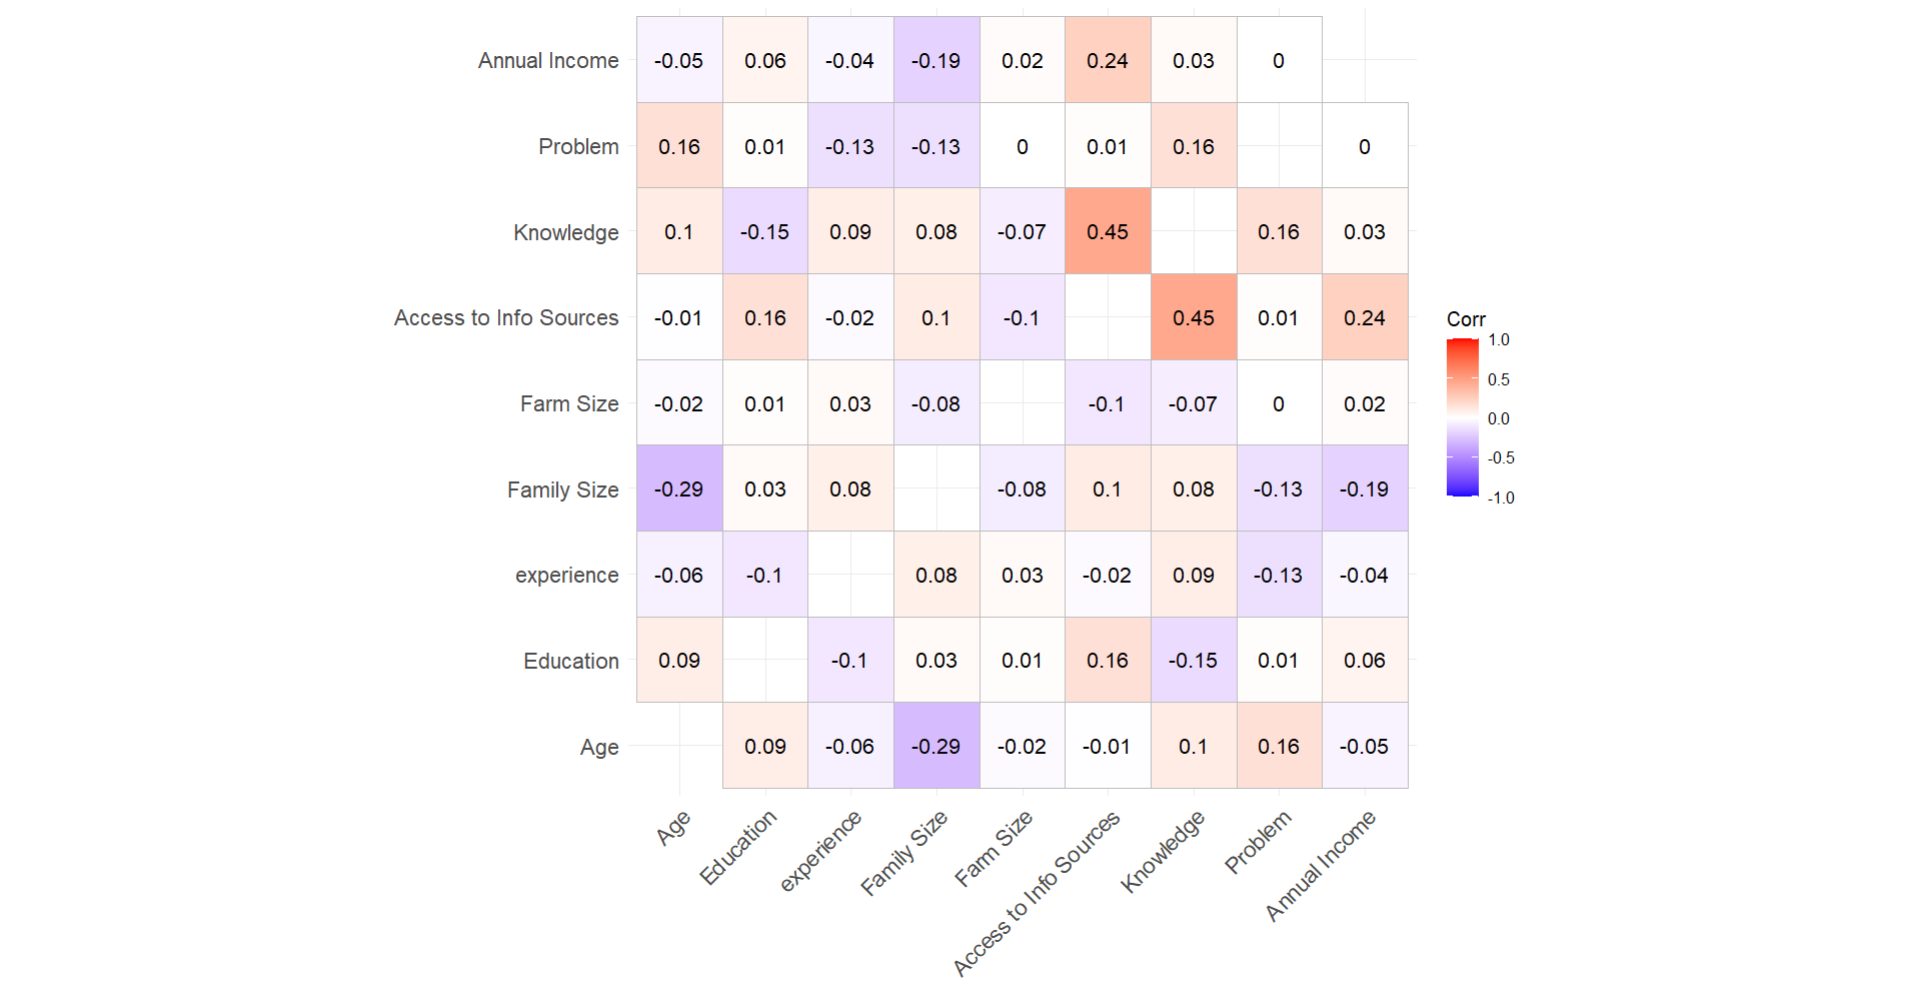 Annual Income -0.05 0.06 -0.04 -0.19 0.02 0.24 0.03 0
Problem 0.16 0.01 -0.13 -0.13 0 0.01 0.16 0
Knowledge 0.1 -0.15 0.09 0.08 -0.07 0.45 0.16 0.03
Access to Info Sources -0.01 0.16 -0.02 0.1 -0.1 0.45 0.01 0.24
Farm Size -0.02 0.01 0.03 -0.08 -0.1 -0.07 0 0.02
Family Size -0.29 0.03 0.08 -0.08 0.1 0.08 -0.13 -0.19
experience -0.06 -0.1 0.08 0.03 -0.02 0.09 -0.13 -0.04
Education 0.09 -0.1 0.03 0.01 0.16 -0.15 0.01 0.06
Age 0.09 -0.06 -0.29 -0.02 -0.01 0.1 0.16 -0.05
Age
Education
experience
Family Size
Farm Size
Access to Info Sources
Knowledge
Problem
Annual Income
Corr
1.0
0.5
0.0
-0.5
-1.0